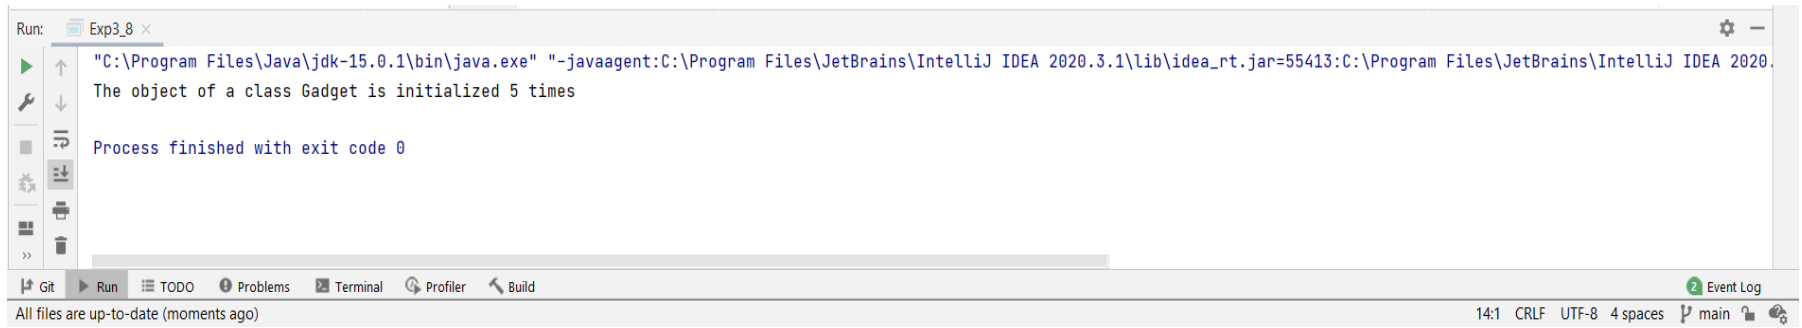 Run: Exp3_8
"C:\Program Files\Java\jdk-15.0.1\bin\java.exe" "-javaagent:C:\Program Files\JetBrains\IntelliJ IDEA 2020.3.1\lib\idea_rt.jar=55413:C:\Program Files\JetBrains\IntelliJ IDEA 2020.
The object of a class Gadget is initialized 5 times
Process finished with exit code 0
Git Run TODO Problems Terminal Profiler Build 2 Event Log
All files are up-to-date (moments ago) 14:1 CRLF UTF-8 4 spaces main